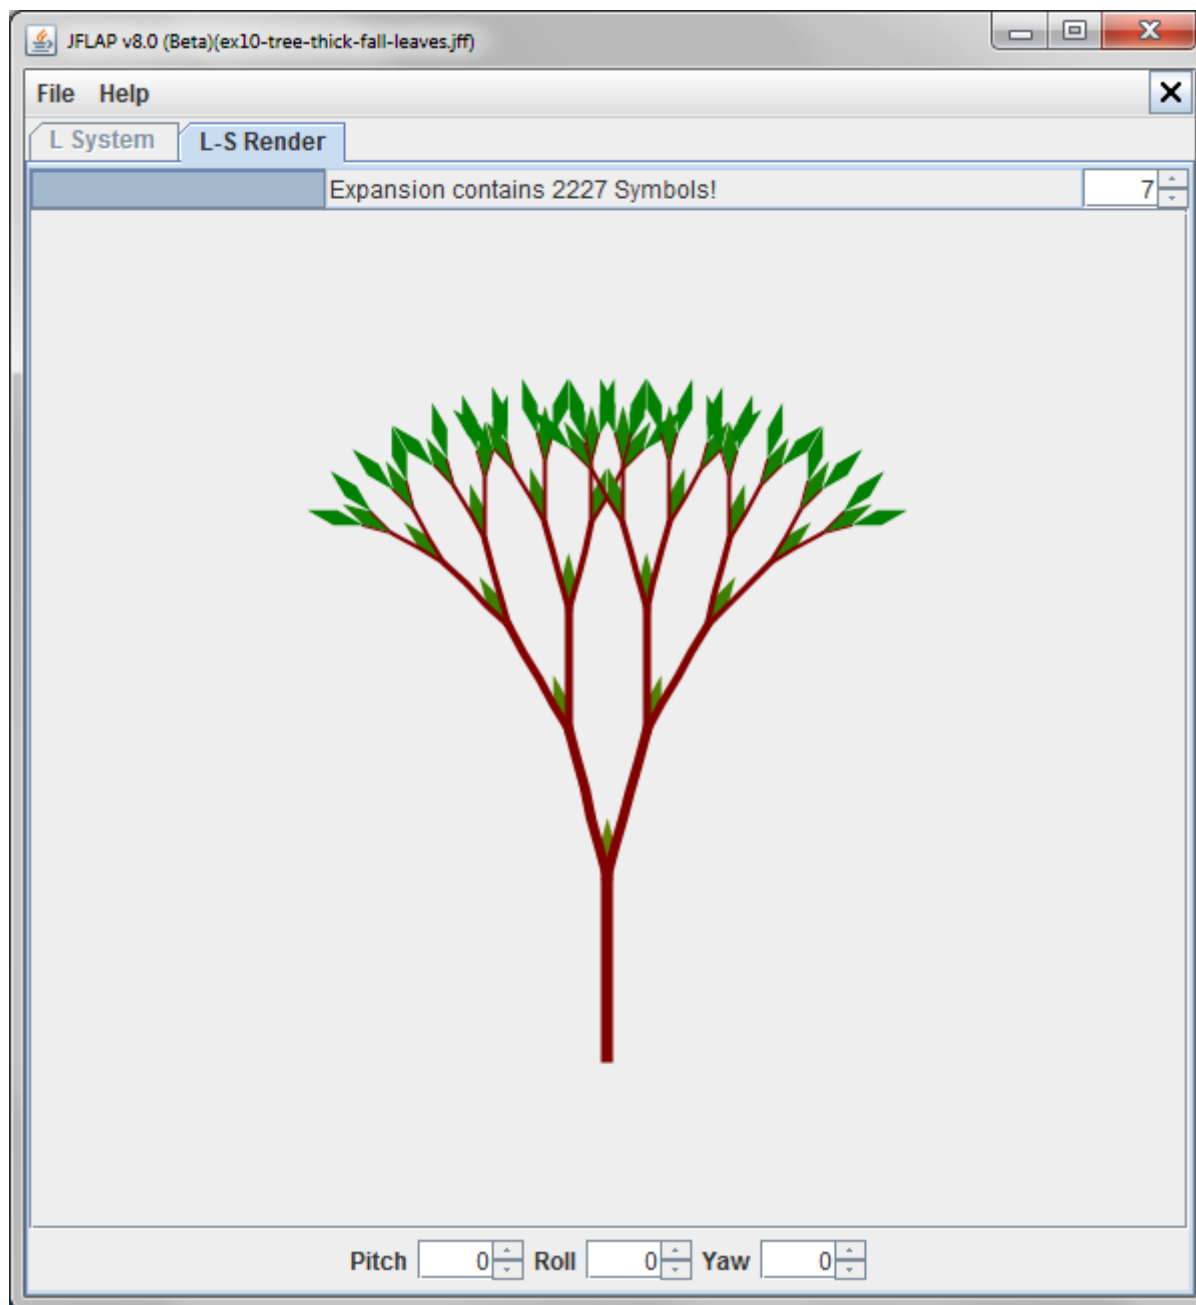 JFLAP v8.0 (Beta)(ex10-tree-thick-fall-leaves.jff)
File Help
L System L-S Render
Expansion contains 2227 Symbols! 7
Pitch 0 Roll 0 Yaw 0